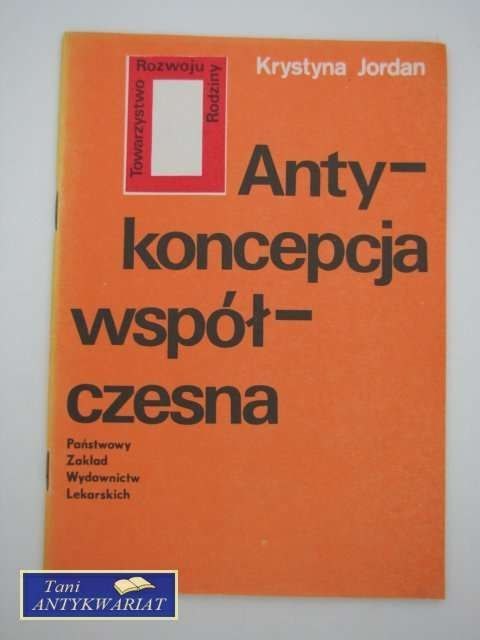 Towarzystwo
Rozwoju
Rodziny
Krystyna Jordan
Anty-
koncepcja
współ-
czesna
Państwowy
Zakład
Wydawnictw
Lekarskich
Tani
ANTYKWARIAT